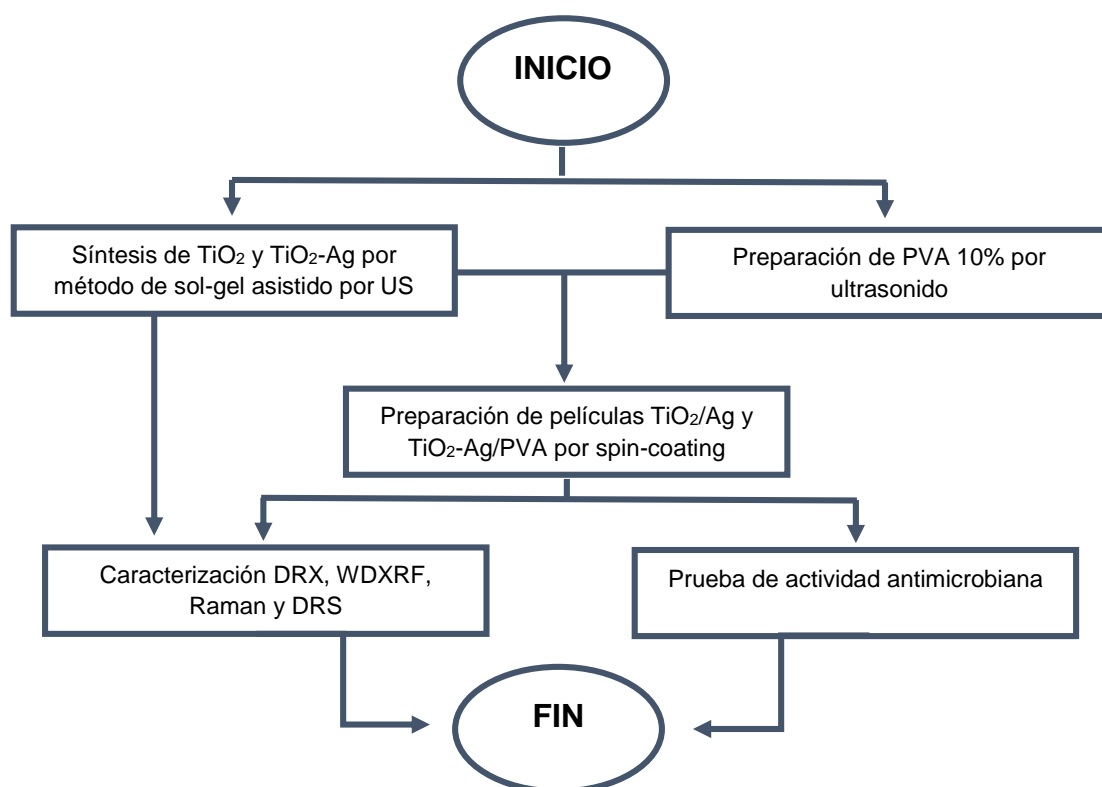 INICIO
Síntesis de TiO₂ y TiO₂-Ag por
método de sol-gel asistido por US
Preparación de PVA 10% por
ultrasonido
Preparación de películas TiO₂/Ag y
TiO₂-Ag/PVA por spin-coating
Caracterización DRX, WDXRF,
Raman y DRS
Prueba de actividad antimicrobiana
FIN